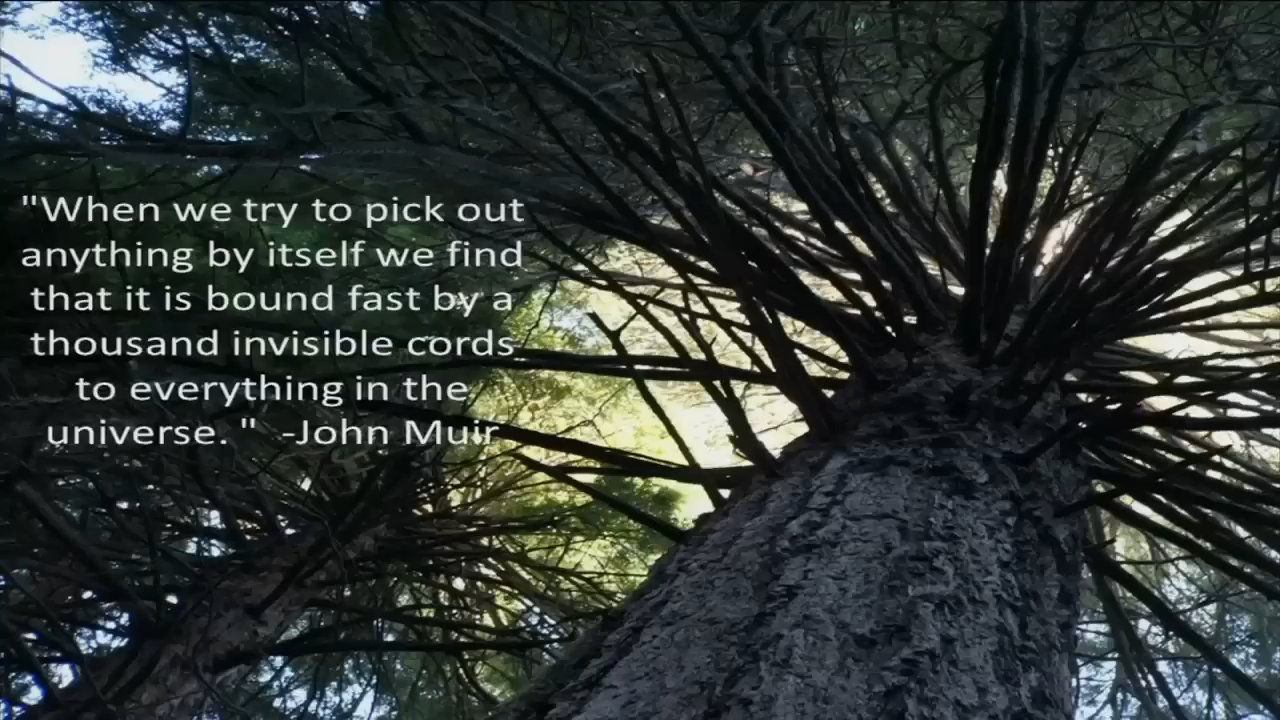 "When we try to pick out
anything by itself we find
that it is bound fast by a
thousand invisible cords
to everything in the
universe. "  -John Muir